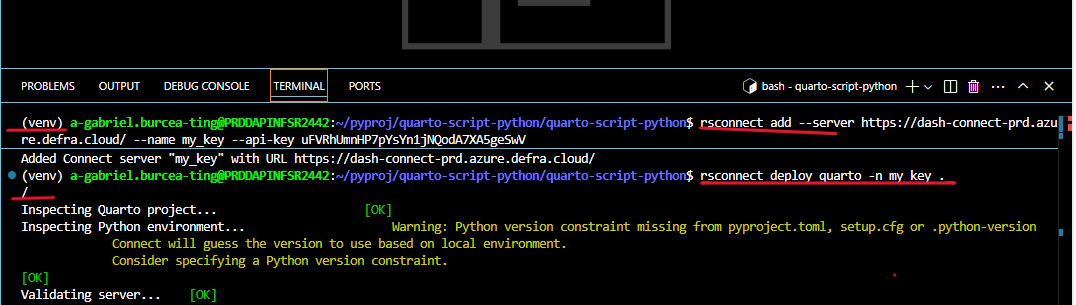 PROBLEMS OUTPUT DEBUG CONSOLE TERMINAL PORTS bash - quarto-script-python
(venv) a-gabriel.burcea-ting@PRDDAPINFSR2442:~/pyproj/quarto-script-python/quarto-script-python$ rsconnect add --server https://dash-connect-prd.azu
re.defra.cloud/ --name my_key --api-key uFVRhUmnHP7pYsYn1jNQodA7XA5geSwV
Added Connect server "my_key" with URL https://dash-connect-prd.azure.defra.cloud/
(venv) a-gabriel.burcea-ting@PRDDAPINFSR2442:~/pyproj/quarto-script-python/quarto-script-python$ rsconnect deploy quarto -n my_key .
/
Inspecting Quarto project... [OK]
Inspecting Python environment... Warning: Python version constraint missing from pyproject.toml, setup.cfg or .python-version
Connect will guess the version to use based on local environment.
Consider specifying a Python version constraint.
[OK]
Validating server... [OK]